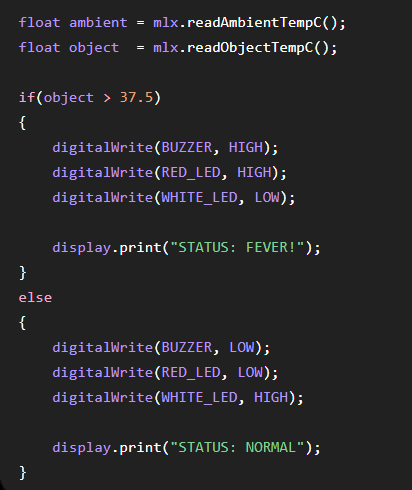 float ambient = mlx.readAmbientTempC();
float object  = mlx.readObjectTempC();

if(object > 37.5)
{
    digitalWrite(BUZZER, HIGH);
    digitalWrite(RED_LED, HIGH);
    digitalWrite(WHITE_LED, LOW);

    display.print("STATUS: FEVER!");
}
else
{
    digitalWrite(BUZZER, LOW);
    digitalWrite(RED_LED, LOW);
    digitalWrite(WHITE_LED, HIGH);

    display.print("STATUS: NORMAL");
}